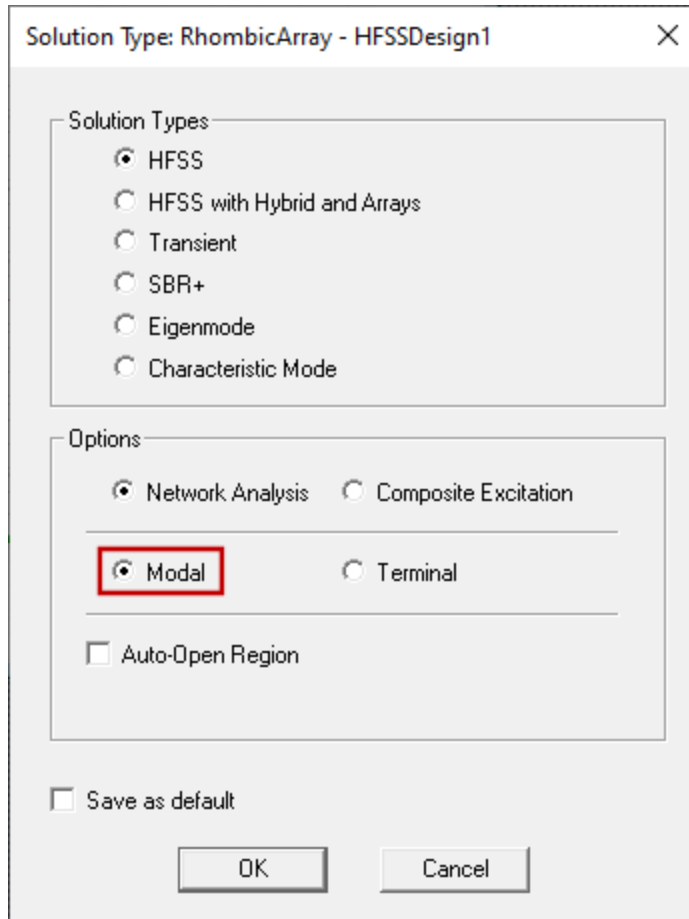 Solution Type: RhombicArray - HFSSDesign1
Solution Types
HFSS
HFSS with Hybrid and Arrays
Transient
SBR+
Eigenmode
Characteristic Mode
Options
Network Analysis Composite Excitation
Modal Terminal
Auto-Open Region
Save as default
OK Cancel